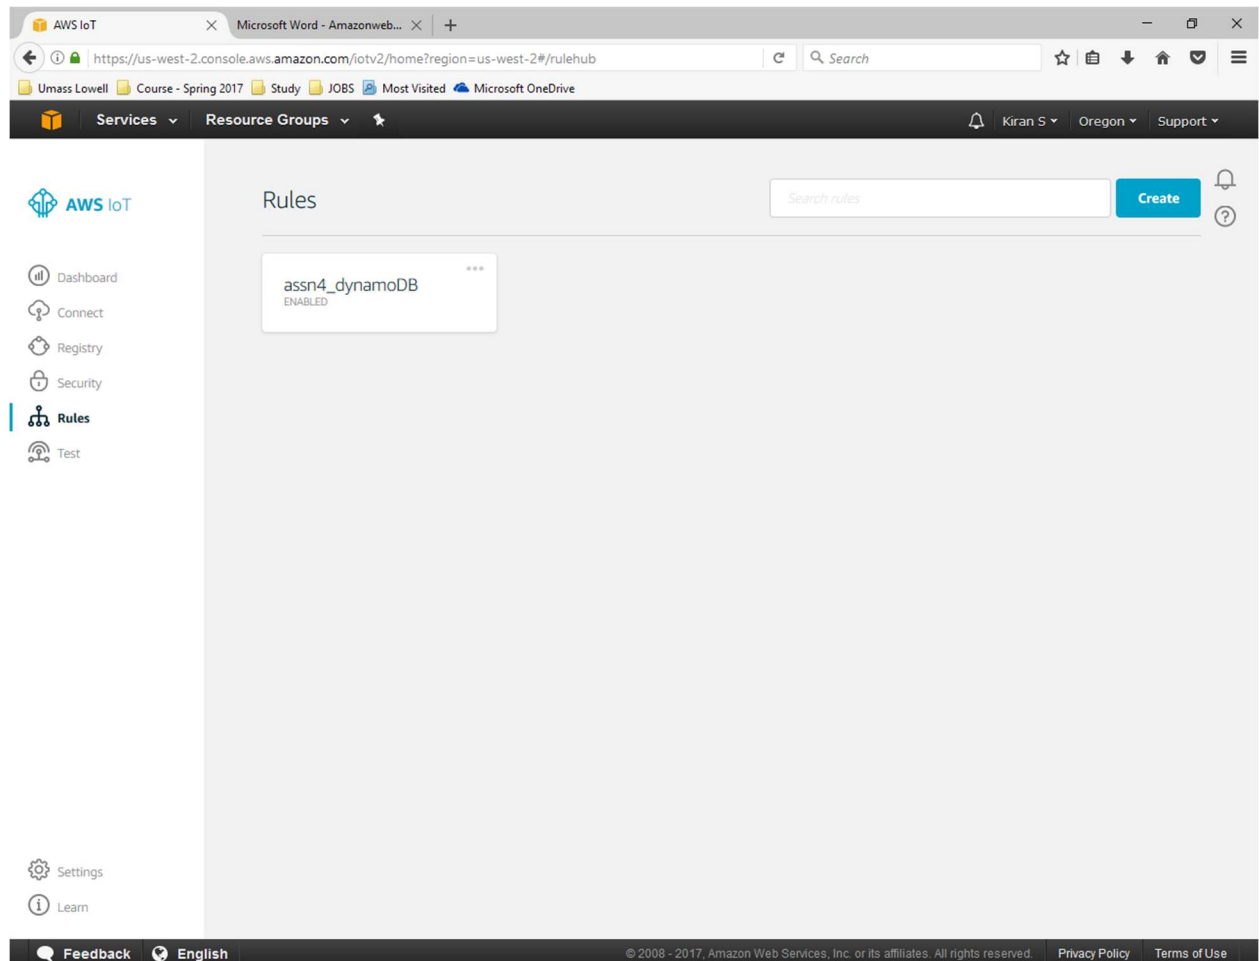 AWS IoT
Microsoft Word - Amazonweb...
https://us-west-2.console.aws.amazon.com/iotv2/home?region=us-west-2#/rulehub
Search
Umass Lowell Course - Spring 2017 Study JOBS Most Visited Microsoft OneDrive
Services Resource Groups Kiran S Oregon Support
AWS IoT
Rules
Search rules
Create
Dashboard
Connect
Registry
Security
Rules
Test
assn4_dynamoDB
ENABLED
Settings
Learn
Feedback English © 2008 - 2017, Amazon Web Services, Inc. or its affiliates. All rights reserved. Privacy Policy Terms of Use